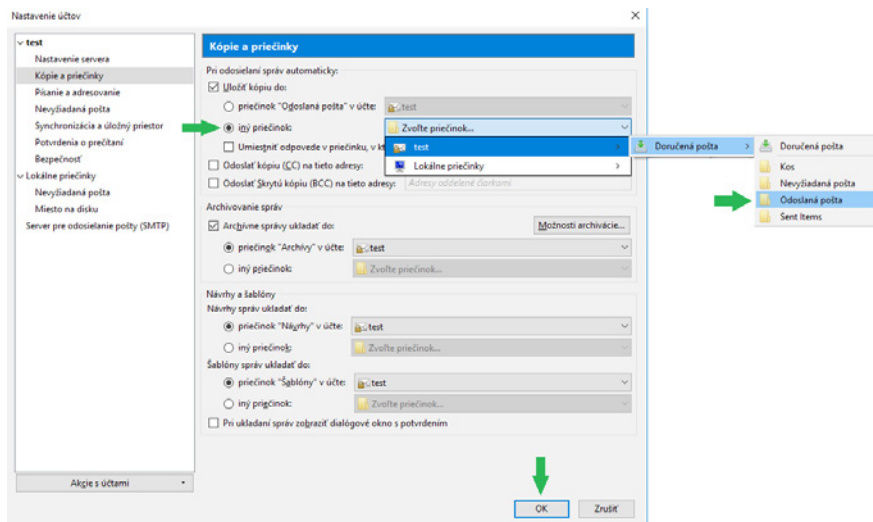 Nastavenie účtov
test
Nastavenie servera
Kópie a priečinky
Písanie a adresovanie
Nevyžiadaná pošta
Synchronizácia a úložný priestor
Potvrdenia o prečítaní
Bezpečnosť
Lokálne priečinky
Nevyžiadaná pošta
Miesto na disku
Server pre odosielanie pošty (SMTP)
Akcie s účtami
Kópie a priečinky
Pri odosielaní správ automaticky:
Uložiť kópiu do:
priečinok "Odoslaná pošta" v účte: test
iný priečinok: Zvoľte priečinok...
Umiestniť odpovede v priečinku, v kt
test
Lokálne priečinky
Doručená pošta
Doručená pošta
Kos
Nevyžiadaná pošta
Odoslaná pošta
Sent Items
Odoslať kópiu (CC) na tieto adresy:
Odoslať Skrytú kópiu (BCC) na tieto adresy: Adresy oddelené čiarkami
Archivovanie správ
Archívne správy ukladať do: Možnosti archivácie...
priečinok "Archívy" v účte: test
iný priečinok: Zvoľte priečinok...
Návrhy a šablóny
Návrhy správ ukladať do:
priečinok "Návrhy" v účte: test
iný priečinok: Zvoľte priečinok...
Šablóny správ ukladať do:
priečinok "Šablóny" v účte: test
iný priečinok: Zvoľte priečinok...
Pri ukladaní správ zobraziť dialógové okno s potvrdením
OK Zrušiť